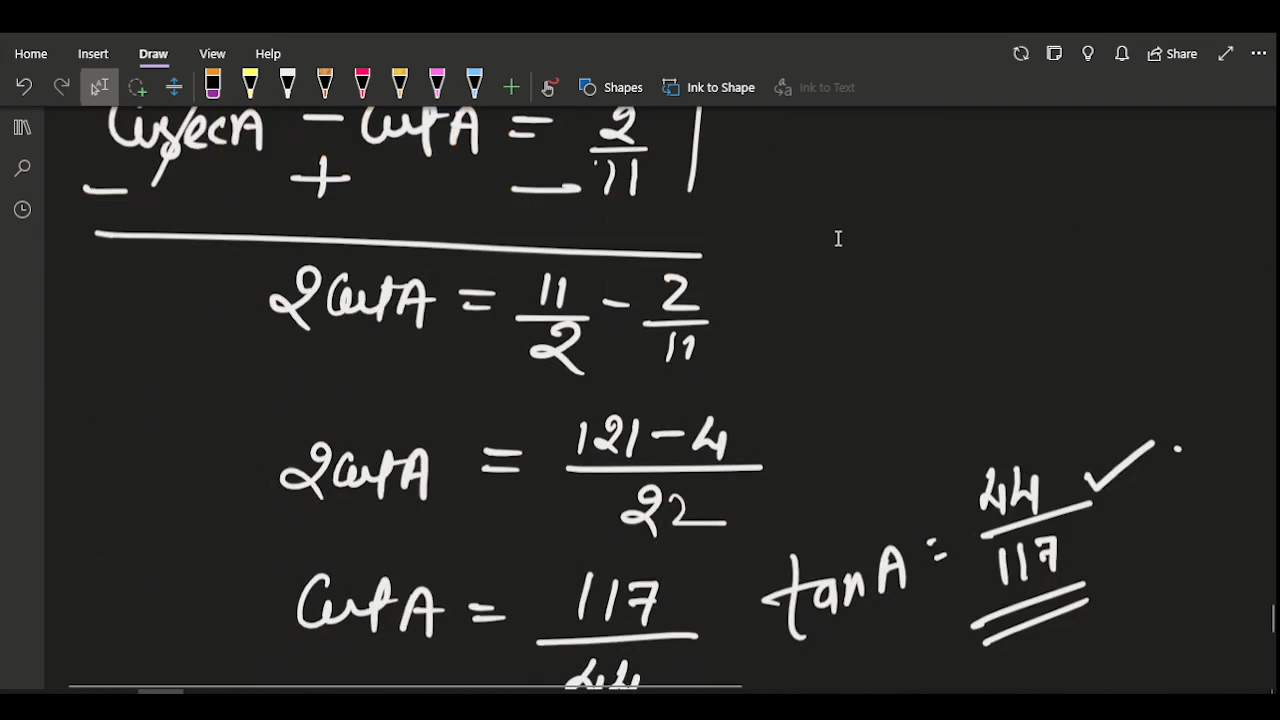 Home Insert Draw View Help Share
Shapes Ink to Shape Ink to Text
CosecA - CotA = 2/11
- + -
2CotA = 11/2 - 2/11
2CotA = 121-4/22
tanA = 44/117
CotA = 117/44